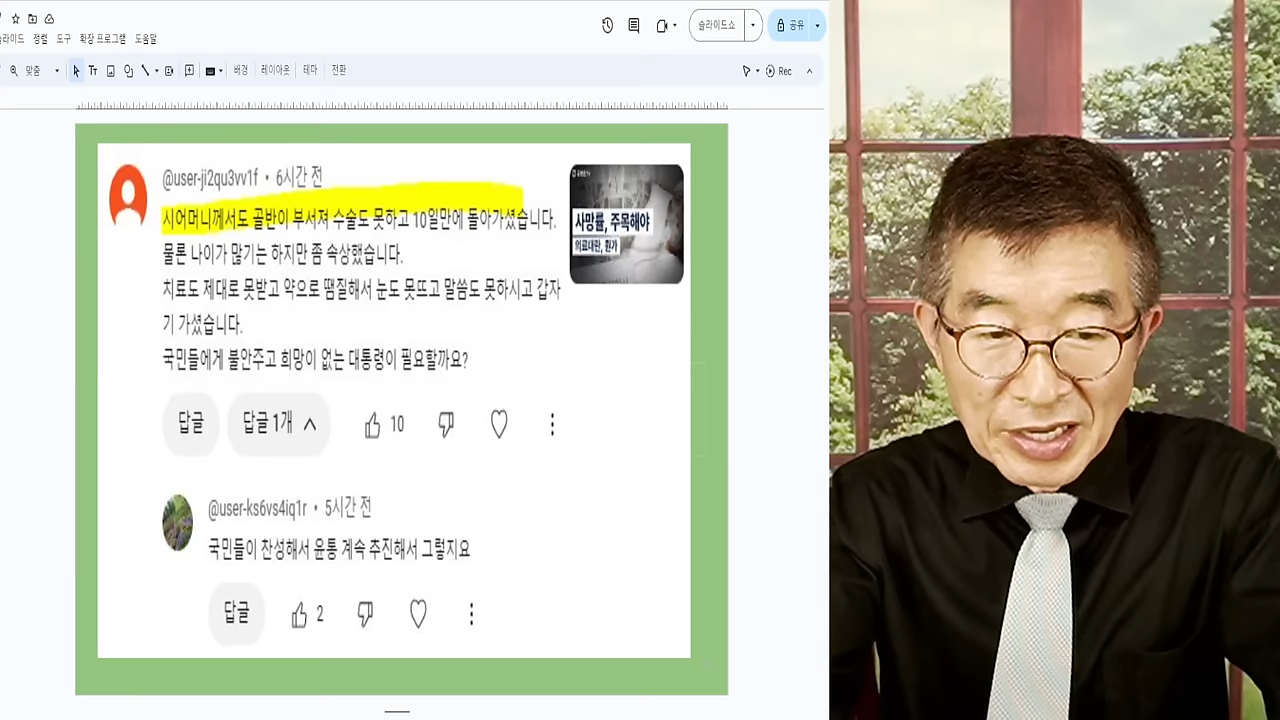 정렬 도구 확장 프로그램 도움말
슬라이드쇼
공유
맞춤
배경 레이아웃 테마 전환
Rec
@user-ji2qu3vv1f • 6시간 전
시어머니께서도 골반이 부서져 수술도 못하고 10일만에 돌아가셨습니다.
물론 나이가 많기는 하지만 좀 속상했습니다.
치료도 제대로 못받고 약으로 땜질해서 눈도 못뜨고 말씀도 못하시고 갑자
기 가셨습니다.
국민들에게 불안주고 희망이 없는 대통령이 필요할까요?
사망률, 주목해야
의료대란, 뭔가
답글
답글 1개
10
@user-ks6vs4iq1r • 5시간 전
국민들이 찬성해서 윤통 계속 추진해서 그렇지요
답글
2